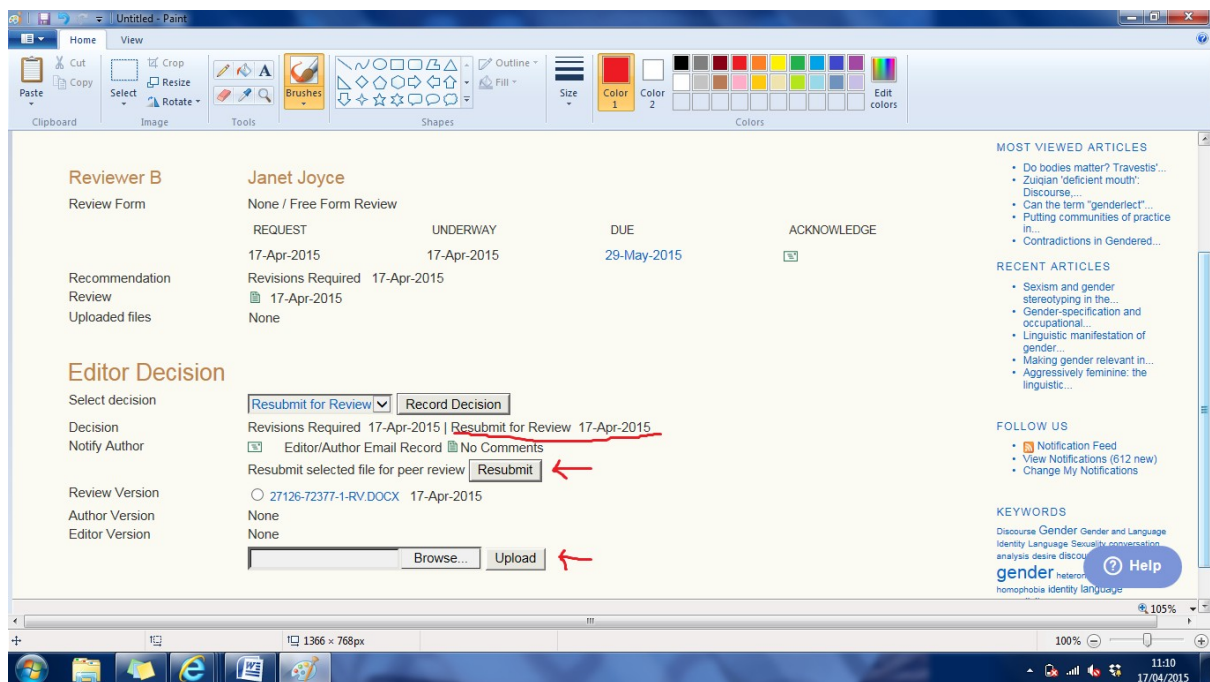 Untitled - Paint
Home View
Cut
Copy
Paste
Clipboard
Select
Crop
Resize
Rotate
Image
A
Tools
Brushes
Outline
Fill
Shapes
Size
Color 1
Color 2
Edit colors
Colors
Reviewer B Janet Joyce
Review Form None / Free Form Review
REQUEST UNDERWAY DUE ACKNOWLEDGE
17-Apr-2015 17-Apr-2015 29-May-2015
Recommendation Revisions Required 17-Apr-2015
Review 17-Apr-2015
Uploaded files None
Editor Decision
Select decision Resubmit for Review Record Decision
Decision Revisions Required 17-Apr-2015 | Resubmit for Review 17-Apr-2015
Notify Author Editor/Author Email Record No Comments
Resubmit selected file for peer review Resubmit
Review Version 27126-72377-1-RV.DOCX 17-Apr-2015
Author Version None
Editor Version None
Browse... Upload
MOST VIEWED ARTICLES
• Do bodies matter? Travestis'...
• Zuiqian 'deficient mouth':
Discourse,...
• Can the term "genderlect"...
• Putting communities of practice
in...
• Contradictions in Gendered...
RECENT ARTICLES
• Sexism and gender
stereotyping in the...
• Gender-specification and
occupational...
• Linguistic manifestation of
gender...
• Making gender relevant in...
• Aggressively feminine: the
linguistic...
FOLLOW US
• Notification Feed
• View Notifications (612 new)
• Change My Notifications
KEYWORDS
Discourse Gender Gender and Language
Identity Language Sexuality conversation
analysis desire
gender
homophobia identity language
Help
105%
1366 × 768px
100%
11:10
17/04/2015